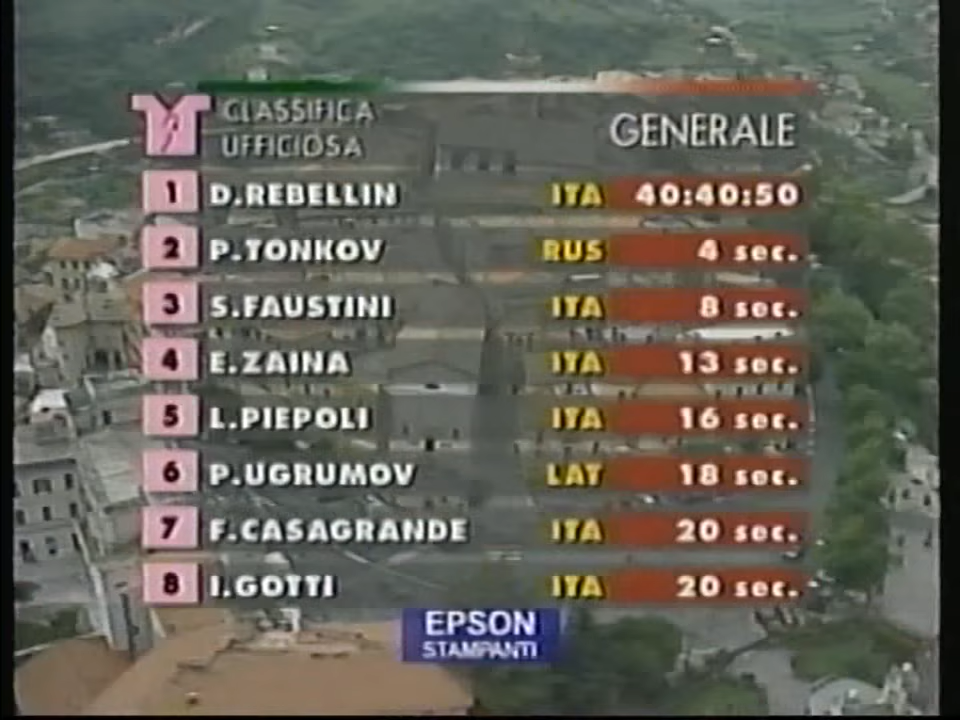 CLASSIFICA
UFFICIOSA
GENERALE
1 D.REBELLIN ITA 40:40:50
2 P.TONKOV RUS 4 sec.
3 S.FAUSTINI ITA 8 sec.
4 E.ZAINA ITA 13 sec.
5 L.PIEPOLI ITA 16 sec.
6 P.UGRUMOV LAT 18 sec.
7 F.CASAGRANDE ITA 20 sec.
8 I.GOTTI ITA 20 sec.
EPSON
STAMPANTI